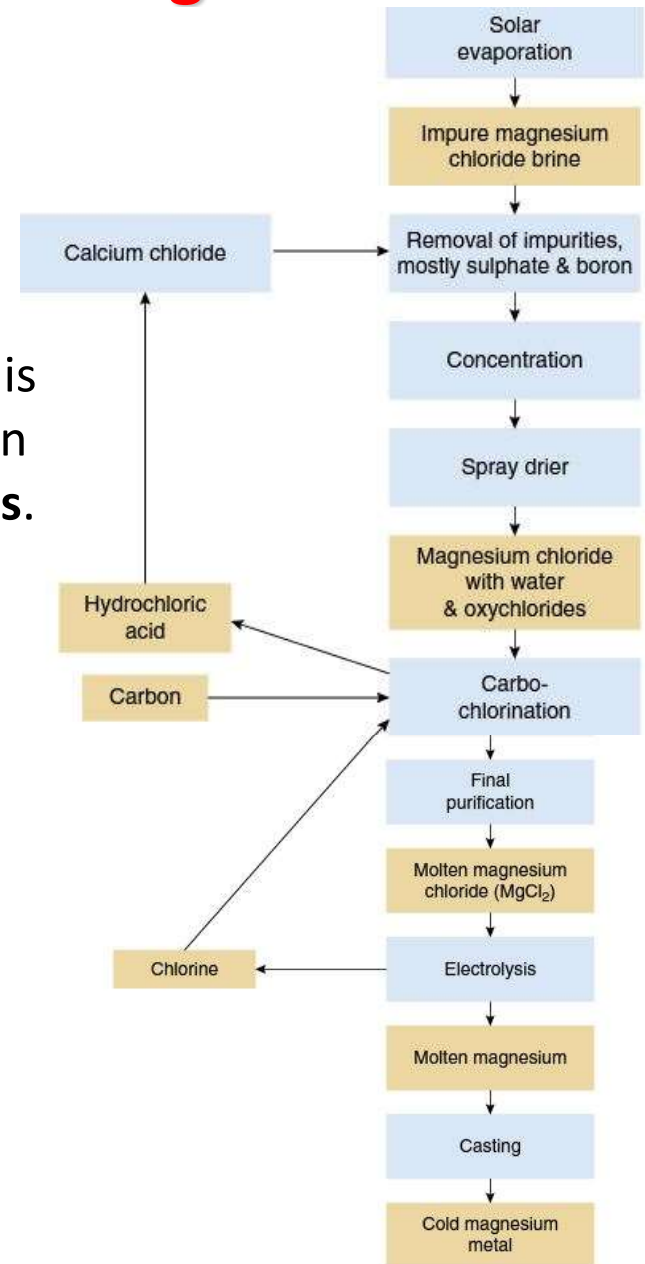 g
Solar
evaporation
Impure magnesium
chloride brine
Calcium chloride
Removal of impurities,
mostly sulphate & boron
is
n
s.
Concentration
Spray drier
Magnesium chloride
with water
& oxychlorides
Hydrochloric
acid
Carbon
Carbo-
chlorination
Final
purification
Molten magnesium
chloride (MgCl₂)
Chlorine
Electrolysis
Molten magnesium
Casting
Cold magnesium
metal